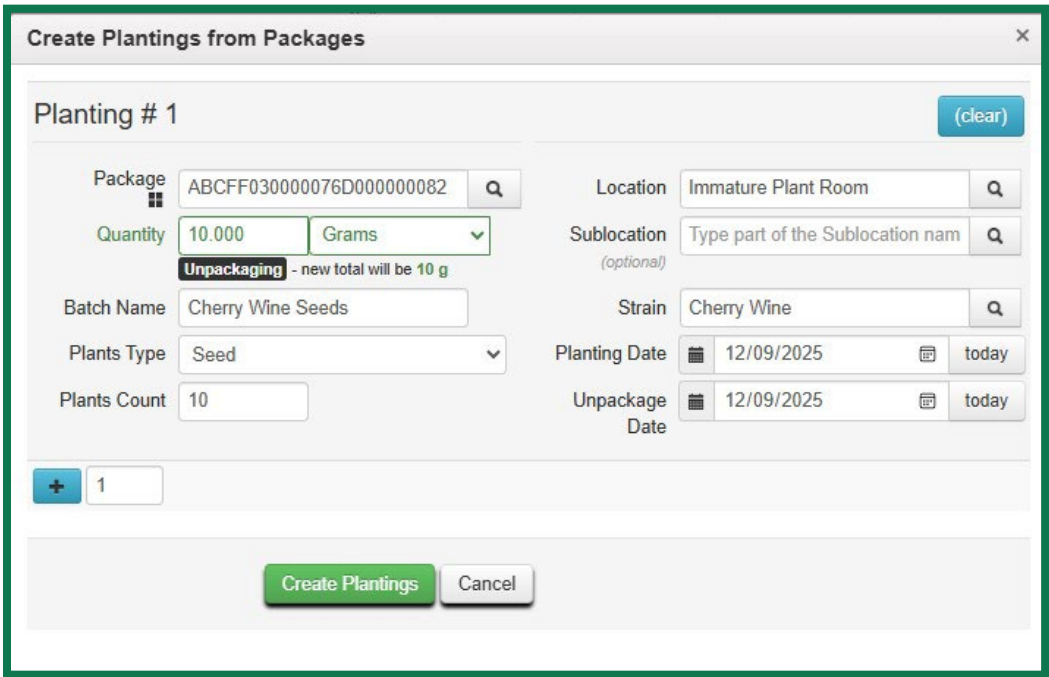 Create Plantings from Packages ×
Planting # 1 (clear)
Package ABCFF030000076D000000082
Quantity 10.000 Grams
Unpackaging - new total will be 10 g
Batch Name Cherry Wine Seeds
Plants Type Seed
Plants Count 10
Location Immature Plant Room
Sublocation Type part of the Sublocation nam
(optional)
Strain Cherry Wine
Planting Date 12/09/2025 today
Unpackage 12/09/2025 today
Date
+ 1
Create Plantings Cancel